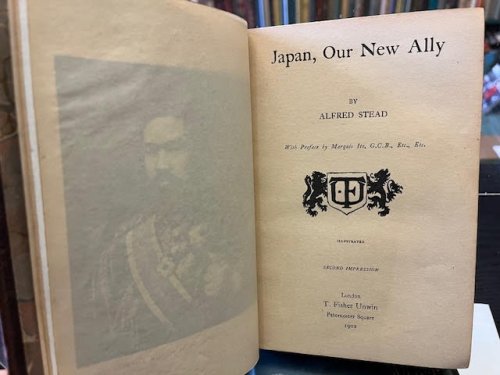 Japan, Our New Ally
BY
ALFRED STEAD
With Preface by Marquis Ito, G.C.B., Etc., Etc.
TFU
ILLUSTRATED
SECOND IMPRESSION
London
T. Fisher Unwin
Paternoster Square
1902